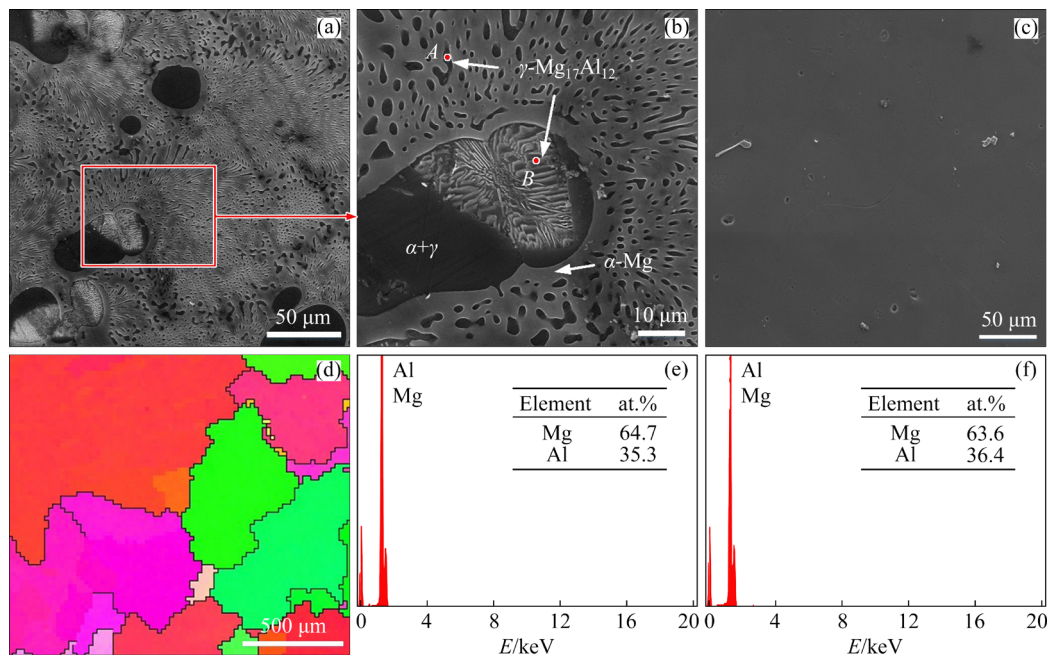 (a)
50 μm
(b)
A
γ-Mg17Al12
B
α+γ
α-Mg
10 μm
(c)
50 μm
(d)
500 μm
(e)
Al
Mg
Element at.%
Mg 64.7
Al 35.3
0 4 8 12 16 20
E/keV
(f)
Al
Mg
Element at.%
Mg 63.6
Al 36.4
0 4 8 12 16 20
E/keV